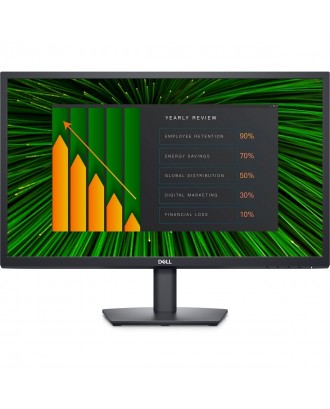 YEARLY REVIEW
EMPLOYEE RETENTION 90%
ENERGY SAVINGS 70%
GLOBAL DISTRIBUTION 50%
DIGITAL MARKETING 30%
FINANCIAL LOSS 10%
DELL